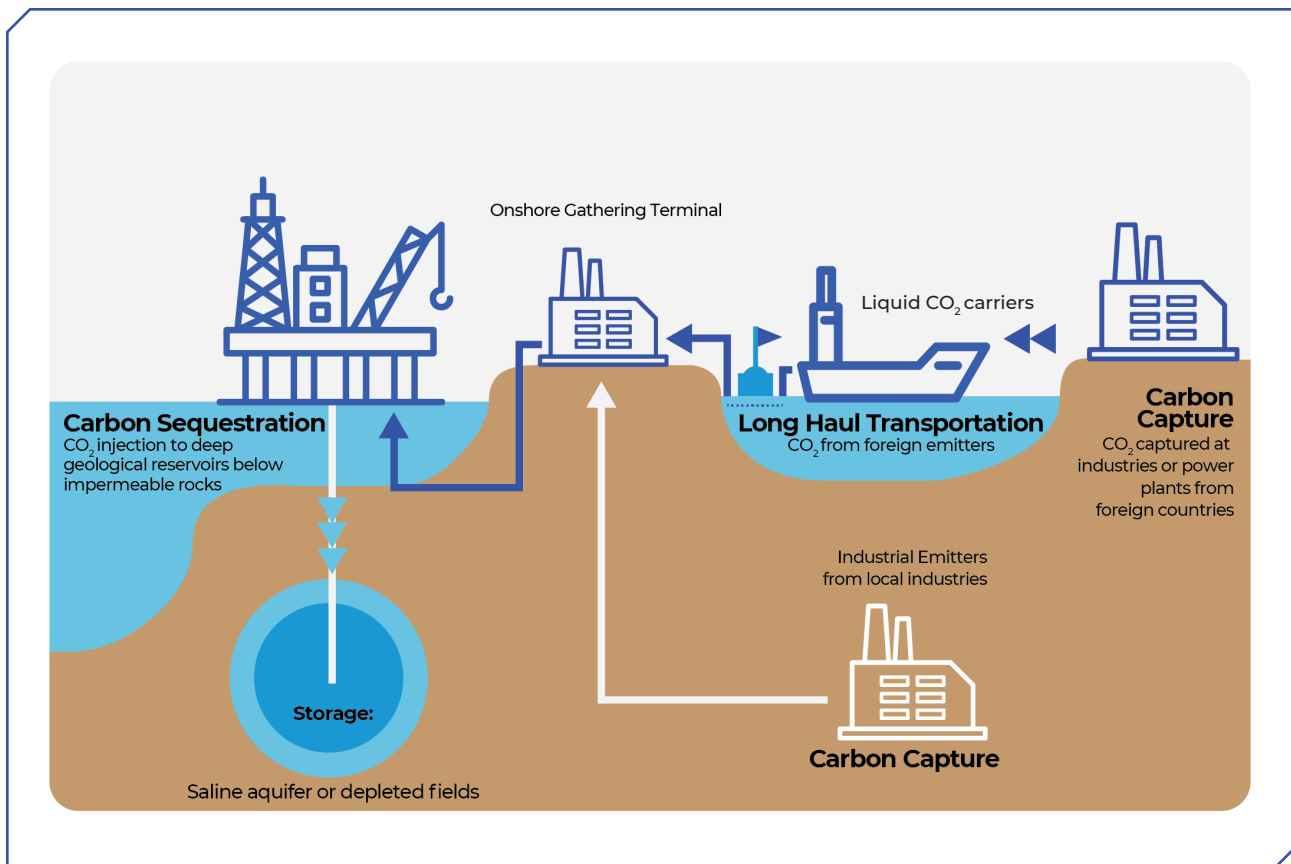 Onshore Gathering Terminal
Liquid CO₂ carriers
Carbon Sequestration
CO₂ injection to deep
geological reservoirs below
impermeable rocks
Long Haul Transportation
CO₂ from foreign emitters
Carbon
Capture
CO₂ captured at
industries or power
plants from
foreign countries
Industrial Emitters
from local industries
Storage:
Carbon Capture
Saline aquifer or depleted fields